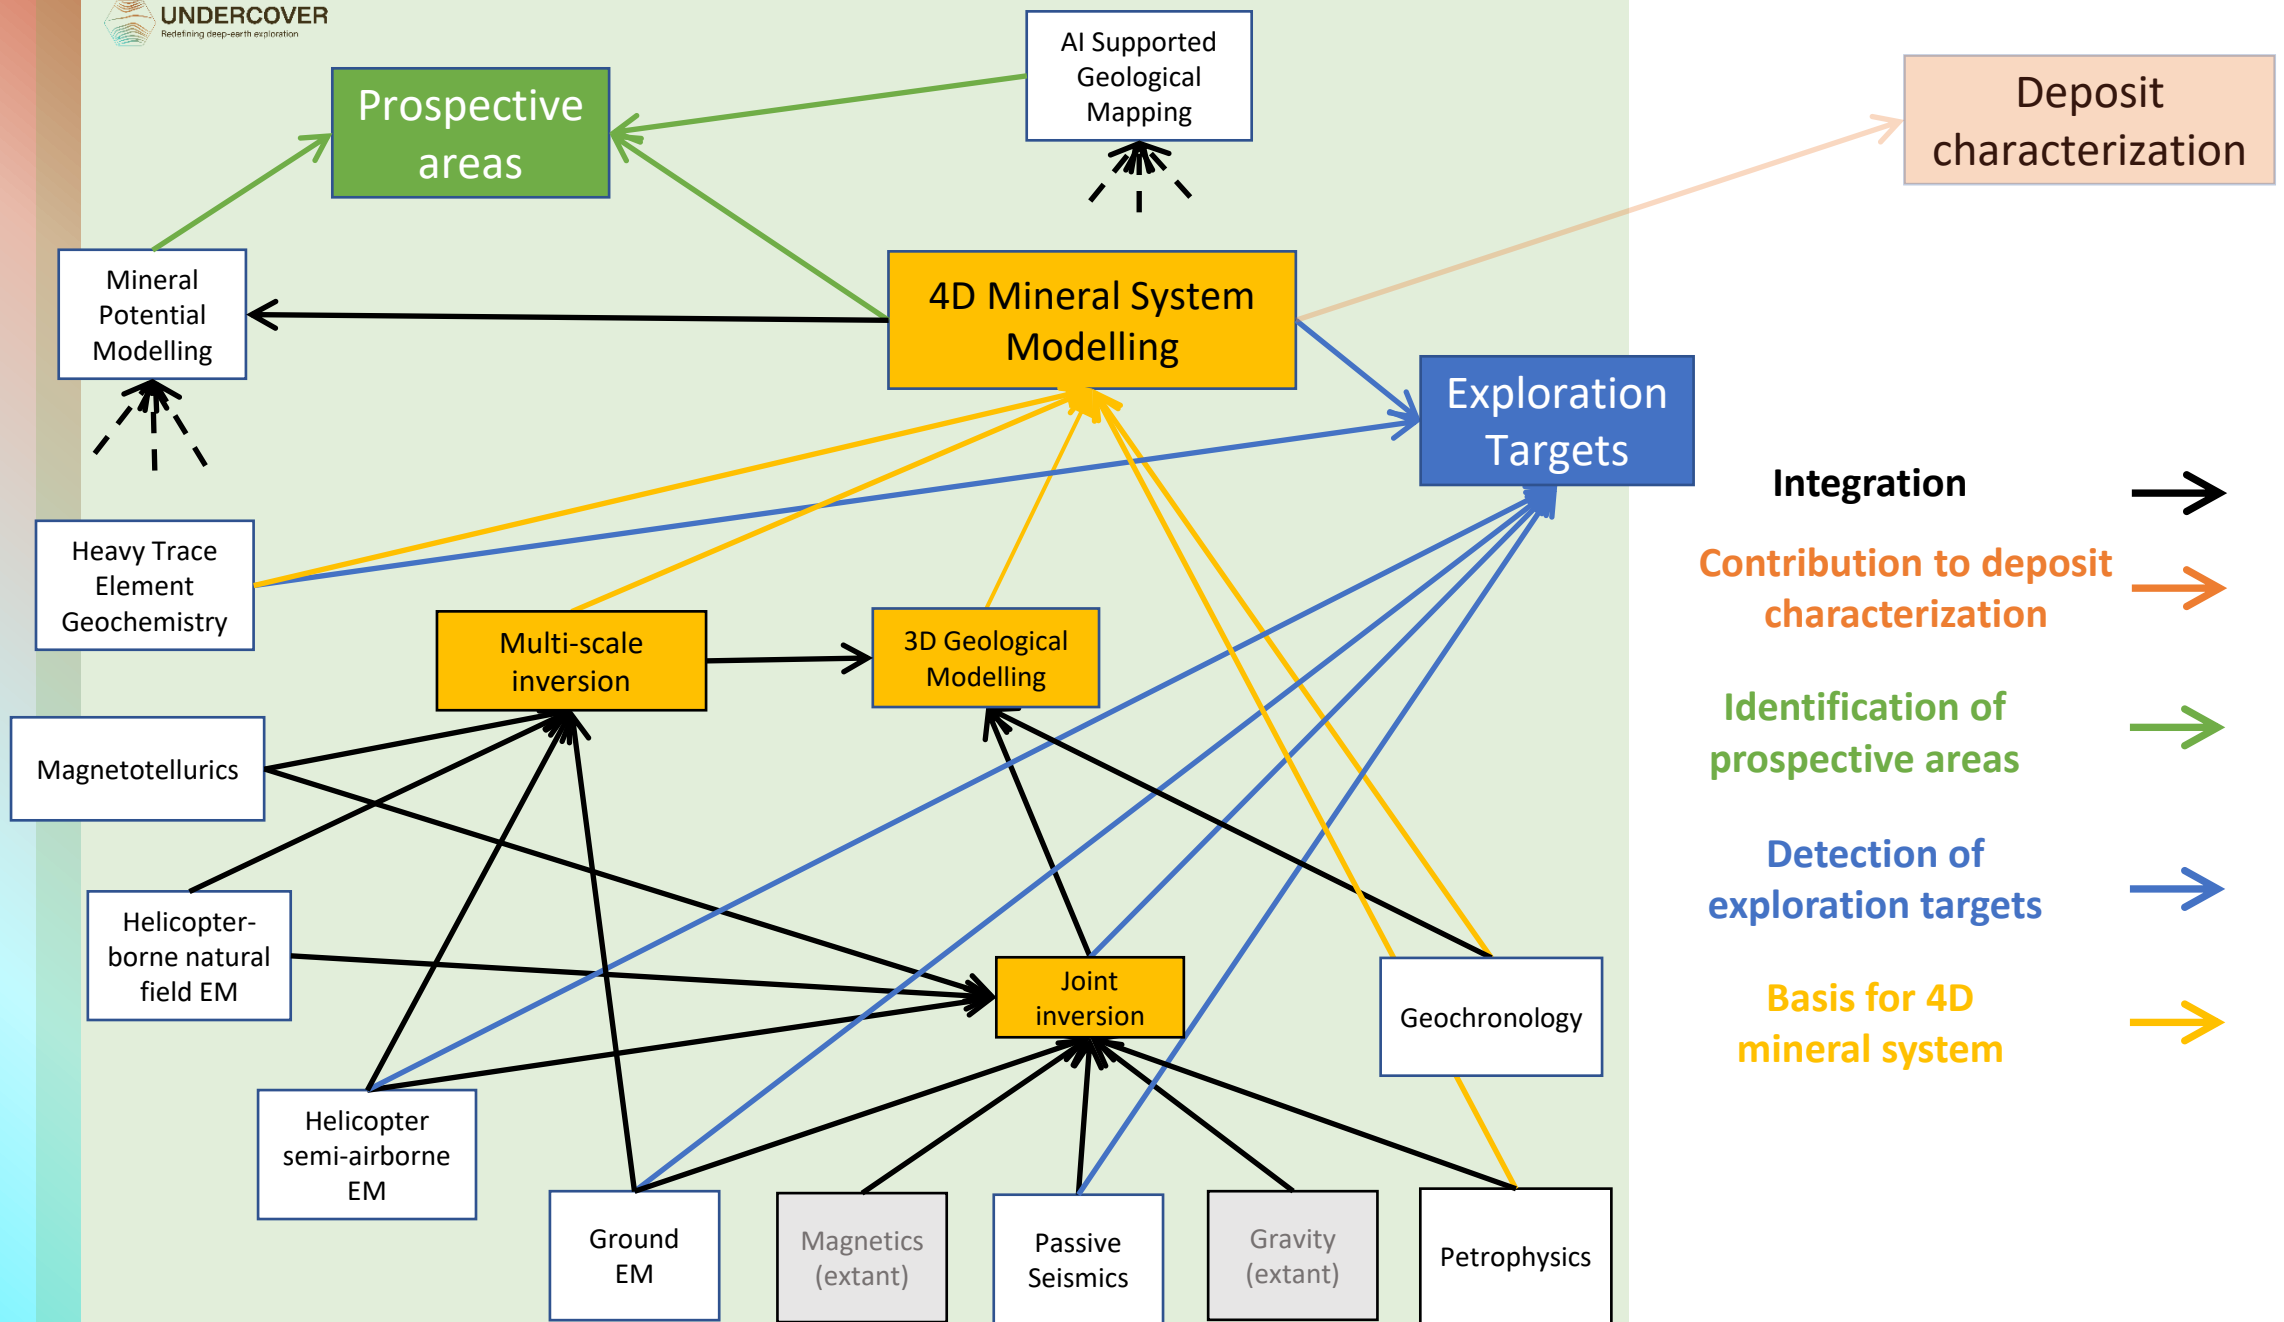 UNDERCOVER
Redefining deep-earth exploration
AI Supported
Geological
Mapping
Prospective
areas
Deposit
characterization
Mineral
Potential
Modelling
4D Mineral System
Modelling
Exploration
Targets
Integration
Contribution to deposit
characterization
Identification of
prospective areas
Detection of
exploration targets
Basis for 4D
mineral system
Heavy Trace
Element
Geochemistry
Multi-scale
inversion
3D Geological
Modelling
Magnetotellurics
Helicopter-
borne natural
field EM
Joint
inversion
Geochronology
Helicopter
semi-airborne
EM
Ground
EM
Magnetics
(extant)
Passive
Seismics
Gravity
(extant)
Petrophysics